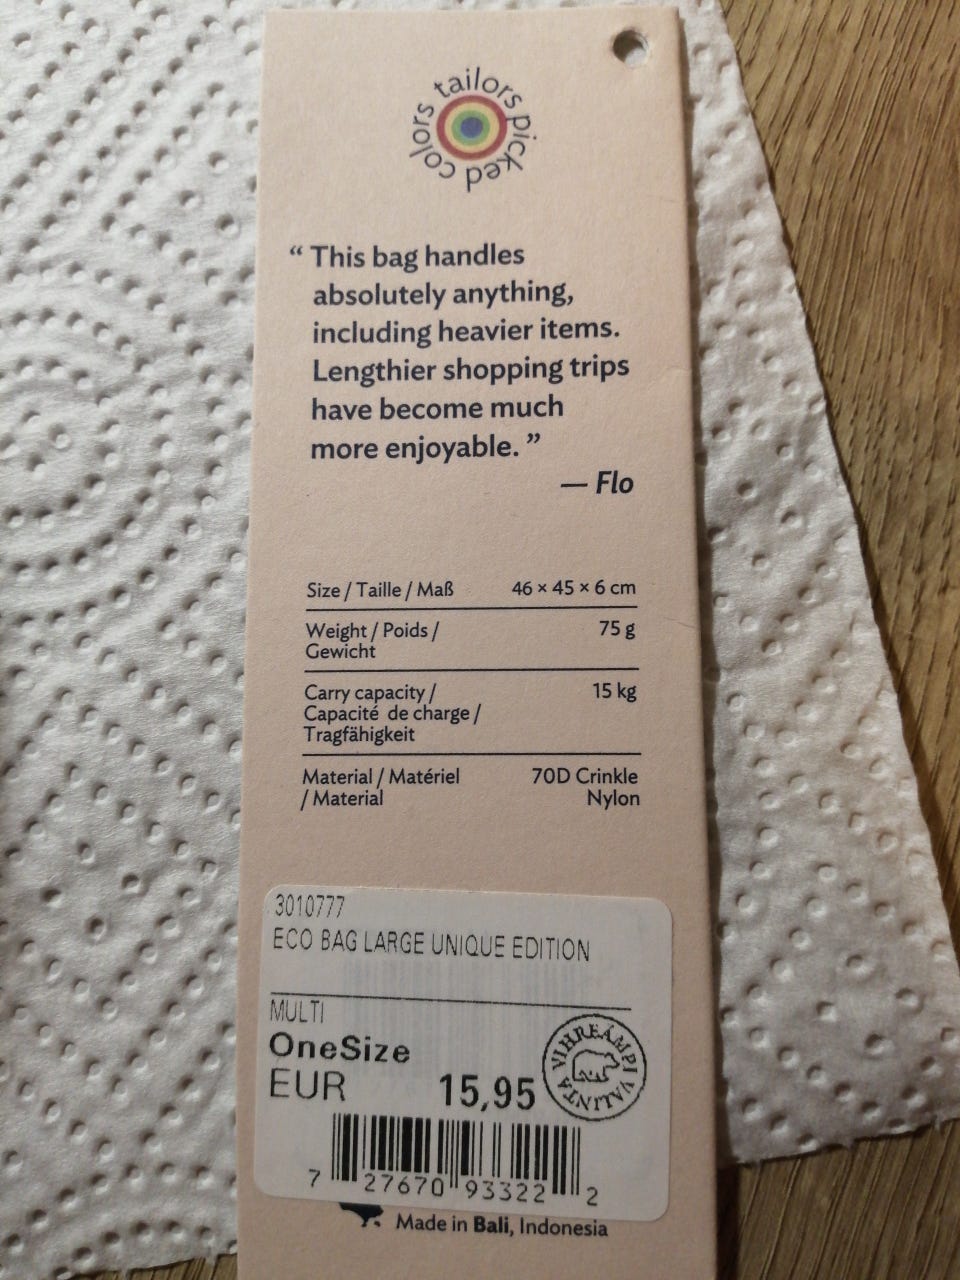 tailors picked colors
“ This bag handles
absolutely anything,
including heavier items.
Lengthier shopping trips
have become much
more enjoyable. ”
— Flo
Size / Taille / Maß 46 × 45 × 6 cm
Weight / Poids / 75 g
Gewicht
Carry capacity / 15 kg
Capacité de charge /
Tragfähigkeit
Material / Matériel 70D Crinkle
/ Material Nylon
3010777
ECO BAG LARGE UNIQUE EDITION
MULTI
OneSize
EUR 15,95
VIHREÄMPI VALINTA
7 27670 93322 2
Made in Bali, Indonesia